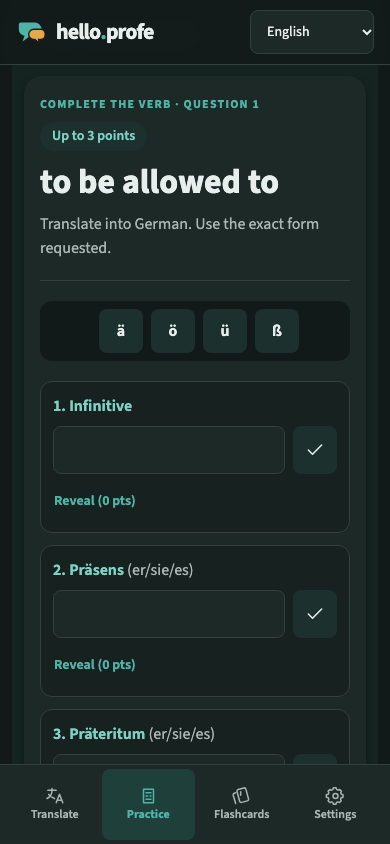 hello.profe
English
COMPLETE THE VERB · QUESTION 1
Up to 3 points
to be allowed to
Translate into German. Use the exact form
requested.
ä ö ü ß
1. Infinitive
Reveal (0 pts)
2. Präsens (er/sie/es)
Reveal (0 pts)
3. Präteritum (er/sie/es)
Translate Practice Flashcards Settings